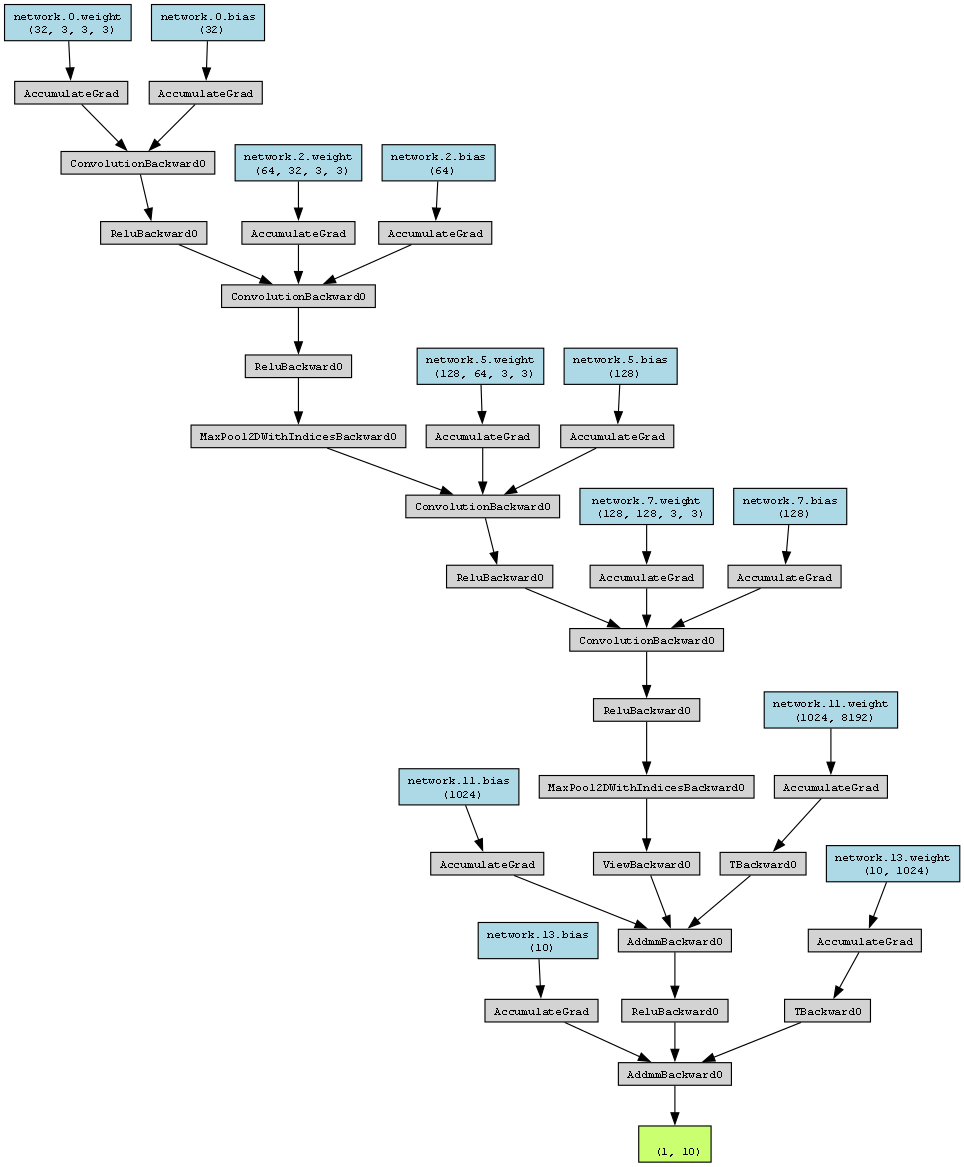 network.0.weight
(32, 3, 3, 3)
network.0.bias
(32)
AccumulateGrad
AccumulateGrad
ConvolutionBackward0
network.2.weight
(64, 32, 3, 3)
network.2.bias
(64)
ReluBackward0
AccumulateGrad
AccumulateGrad
ConvolutionBackward0
ReluBackward0
network.5.weight
(128, 64, 3, 3)
network.5.bias
(128)
MaxPool2DWithIndicesBackward0
AccumulateGrad
AccumulateGrad
ConvolutionBackward0
network.7.weight
(128, 128, 3, 3)
network.7.bias
(128)
ReluBackward0
AccumulateGrad
AccumulateGrad
ConvolutionBackward0
ReluBackward0
network.11.weight
(1024, 8192)
network.11.bias
(1024)
MaxPool2DWithIndicesBackward0
AccumulateGrad
AccumulateGrad
ViewBackward0
TBackward0
network.13.weight
(10, 1024)
network.13.bias
(10)
AddmmBackward0
AccumulateGrad
AccumulateGrad
ReluBackward0
TBackward0
AddmmBackward0
(1, 10)